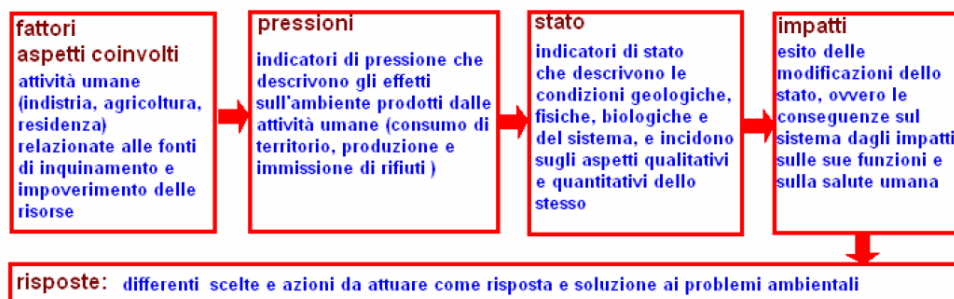 fattori
aspetti coinvolti
attività umane
(indistria, agricoltura,
residenza)
relazionate alle fonti
di inquinamento e
impoverimento delle
risorse
pressioni
indicatori di pressione che
descrivono gli effetti
sull'ambiente prodotti dalle
attività umane (consumo di
territorio, produzione e
immissione di rifiuti )
stato
indicatori di stato
che descrivono le
condizioni geologiche,
fisiche, biologiche e
del sistema, e incidono
sugli aspetti qualitativi
e quantitativi dello
stesso
impatti
esito delle
modificazioni dello
stato, ovvero le
conseguenze sul
sistema dagli impatti
sulle sue funzioni e
sulla salute umana
risposte: differenti scelte e azioni da attuare come risposta e soluzione ai problemi ambientali